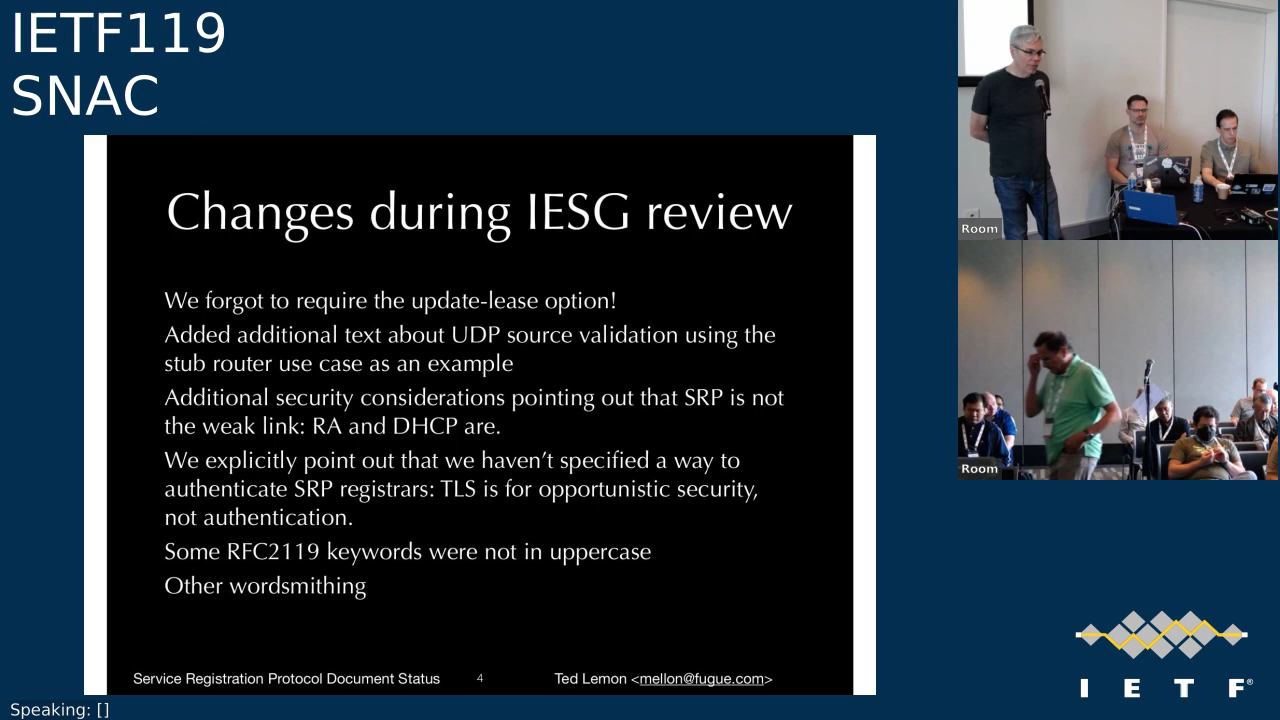 IETF119
SNAC
Changes during IESG review
We forgot to require the update-lease option!
Added additional text about UDP source validation using the
stub router use case as an example
Additional security considerations pointing out that SRP is not
the weak link: RA and DHCP are.
We explicitly point out that we haven’t specified a way to
authenticate SRP registrars: TLS is for opportunistic security,
not authentication.
Some RFC2119 keywords were not in uppercase
Other wordsmithing
Service Registration Protocol Document Status
4
Ted Lemon <mellon@fugue.com>
Room
Room
I E T F®
Speaking: []